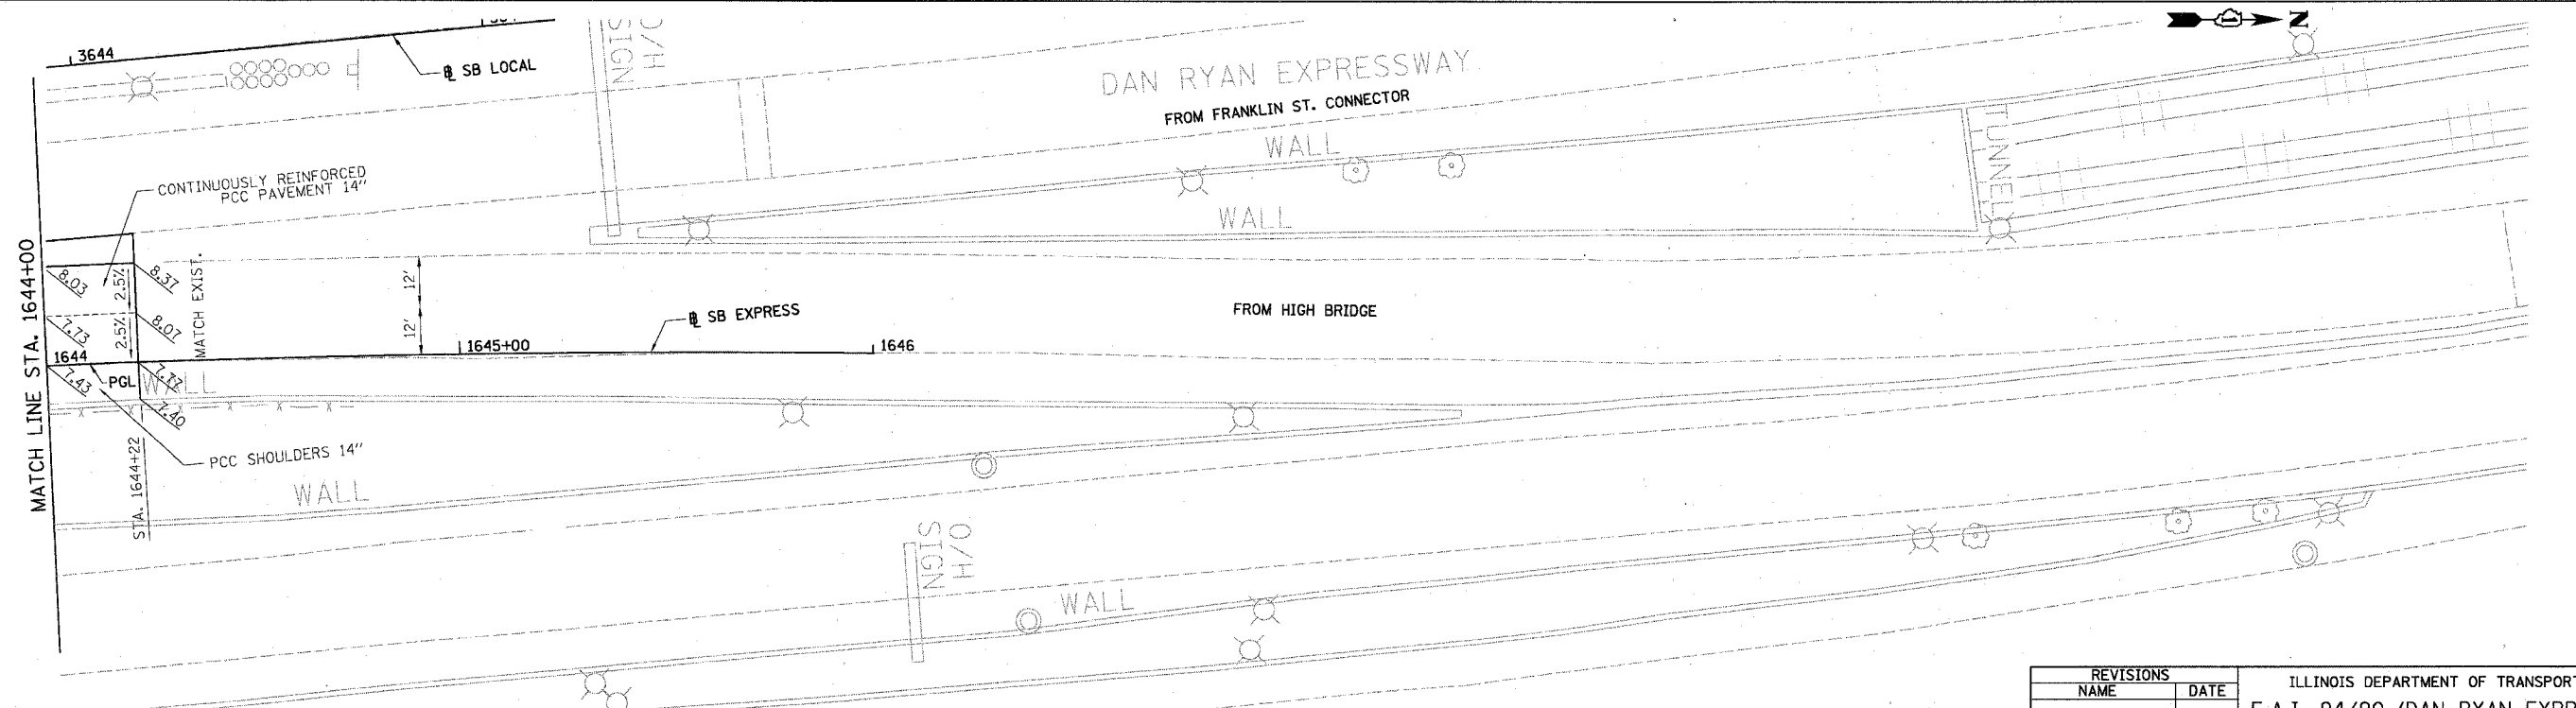 3644
℄ SB LOCAL
O/H
SIGN
DAN RYAN EXPRESSWAY
FROM FRANKLIN ST. CONNECTOR
N
WALL
WALL
TUNNEL
CONTINUOUSLY REINFORCED
PCC PAVEMENT 14"
MATCH LINE STA. 1644+00
8.03
2.5%
8.37
MATCH EXIST.
12'
7.73
2.5%
8.07
12'
℄ SB EXPRESS
FROM HIGH BRIDGE
1644
1645+00
1646
7.43
PGL
WALL
7.77
7.40
PCC SHOULDERS 14"
STA. 1644+22
WALL
O/H
SIGN
WALL
REVISIONS
NAME
DATE
ILLINOIS DEPARTMENT OF TRANSPORT